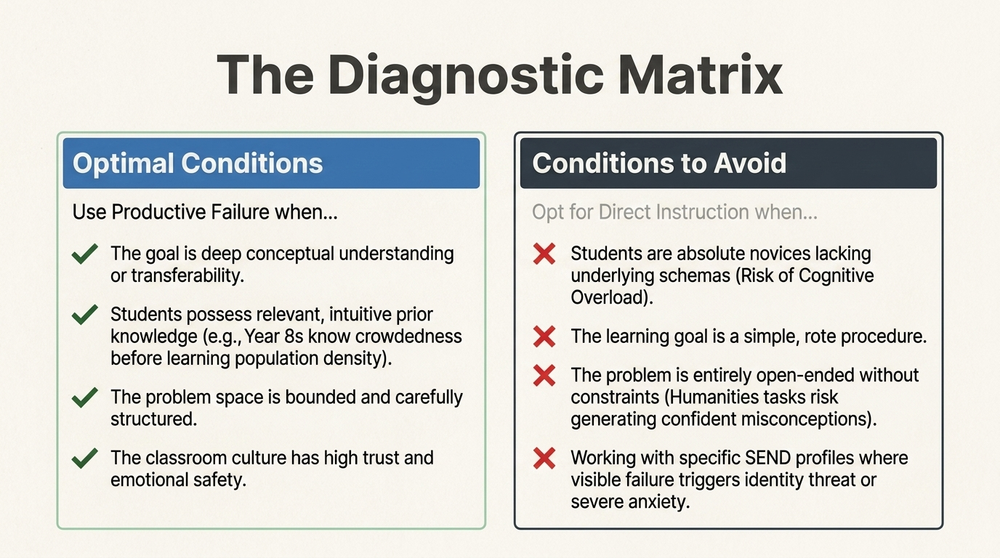 The Diagnostic Matrix
Optimal Conditions
Use Productive Failure when...
The goal is deep conceptual understanding
or transferability.
Students possess relevant, intuitive prior
knowledge (e.g., Year 8s know crowdedness
before learning population density).
The problem space is bounded and carefully
structured.
The classroom culture has high trust and
emotional safety.
Conditions to Avoid
Opt for Direct Instruction when...
Students are absolute novices lacking
underlying schemas (Risk of Cognitive
Overload).
The learning goal is a simple, rote procedure.
The problem is entirely open-ended without
constraints (Humanities tasks risk
generating confident misconceptions).
Working with specific SEND profiles where
visible failure triggers identity threat or
severe anxiety.